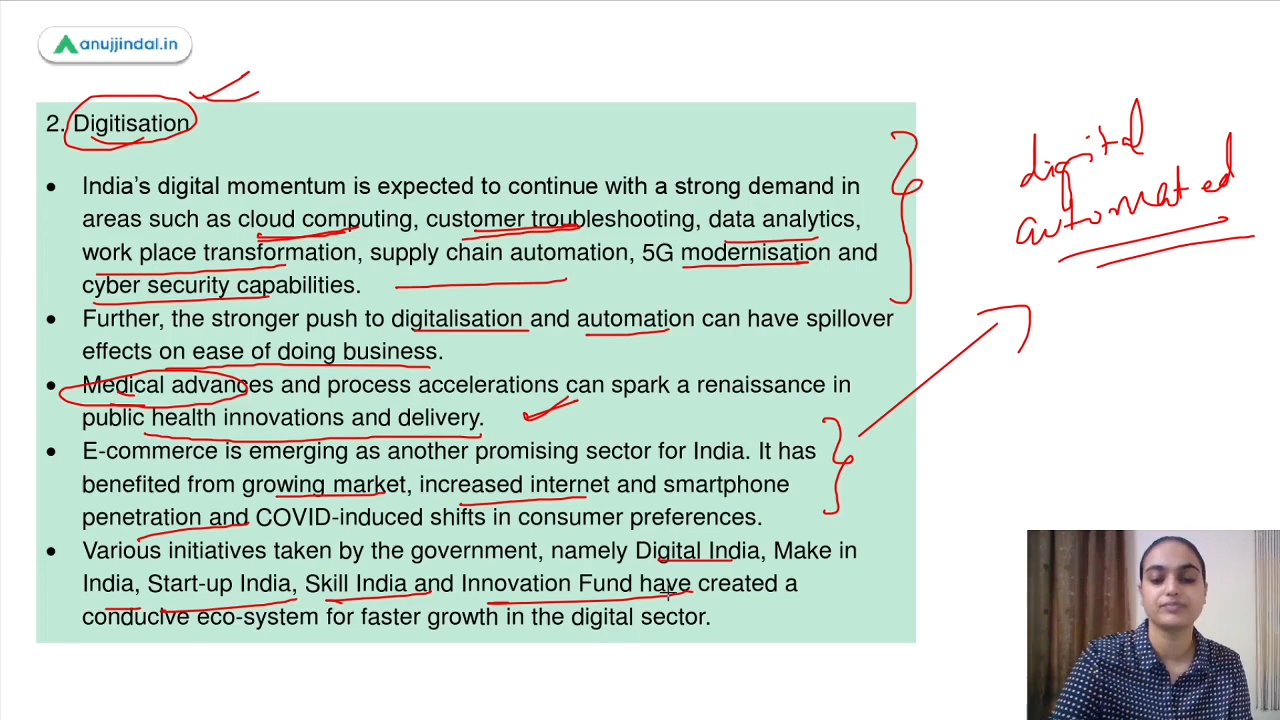 anujjindal.in
2. Digitisation
• India's digital momentum is expected to continue with a strong demand in
areas such as cloud computing, customer troubleshooting, data analytics,
work place transformation, supply chain automation, 5G modernisation and
cyber security capabilities.
• Further, the stronger push to digitalisation and automation can have spillover
effects on ease of doing business.
• Medical advances and process accelerations can spark a renaissance in
public health innovations and delivery.
• E-commerce is emerging as another promising sector for India. It has
benefited from growing market, increased internet and smartphone
penetration and COVID-induced shifts in consumer preferences.
• Various initiatives taken by the government, namely Digital India, Make in
India, Start-up India, Skill India and Innovation Fund have created a
conducive eco-system for faster growth in the digital sector.
digital
automated